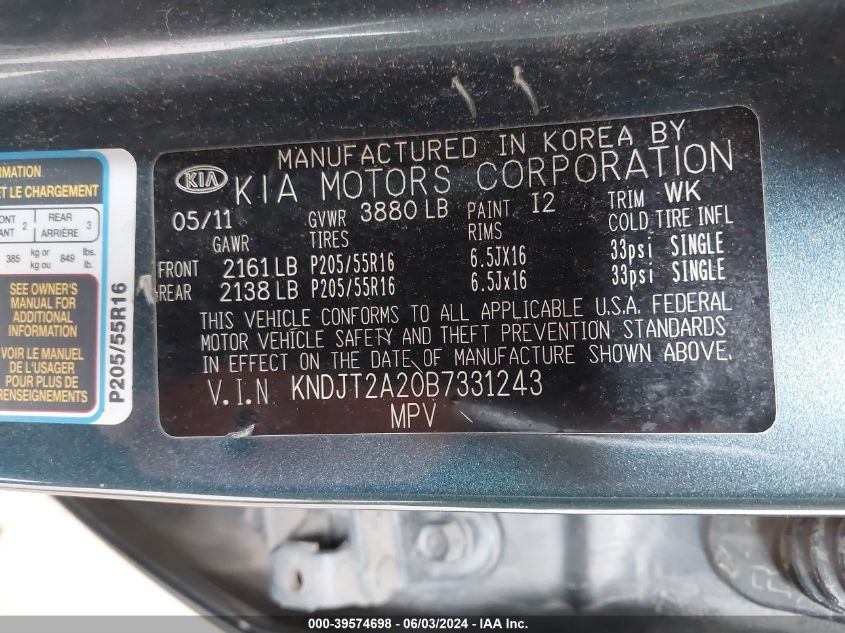 MANUFACTURED IN KOREA BY
KIA KIA MOTORS CORPORATION
05/11 GVWR 3880 LB PAINT I2 TRIM WK
GAWR TIRES RIMS COLD TIRE INFL
FRONT 2161 LB P205/55R16 6.5JX16 33psi SINGLE
REAR 2138 LB P205/55R16 6.5Jx16 33psi SINGLE
THIS VEHICLE CONFORMS TO ALL APPLICABLE U.S.A. FEDERAL
MOTOR VEHICLE SAFETY AND THEFT PREVENTION STANDARDS
IN EFFECT ON THE DATE OF MANUFACTURE SHOWN ABOVE.
V.I.N KNDJT2A20B7331243
MPV
ET LE CHARGEMENT
2 REAR 3
ARRIÈRE
385 kg or 849 lbs.
kg ou lb.
SEE OWNER'S
MANUAL FOR
ADDITIONAL
INFORMATION
VOIR LE MANUEL
DE L'USAGER
POUR PLUS DE
RENSEIGNEMENTS
P205/55R16
000-39574698 - 06/03/2024 - IAA Inc.